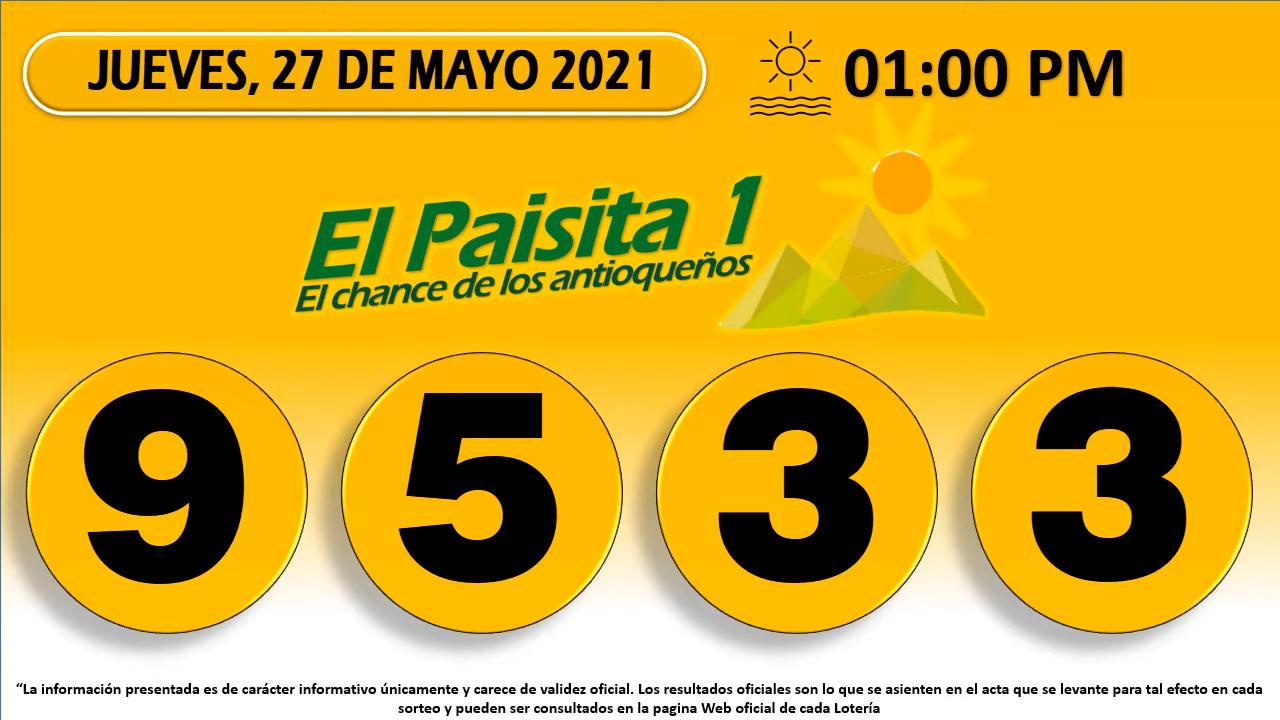 JUEVES, 27 DE MAYO 2021
01:00 PM
El Paisita 1
El chance de los antioqueños
9 5 3 3
“La información presentada es de carácter informativo únicamente y carece de validez oficial. Los resultados oficiales son lo que se asienten en el acta que se levante para tal efecto en cada
sorteo y pueden ser consultados en la pagina Web oficial de cada Lotería